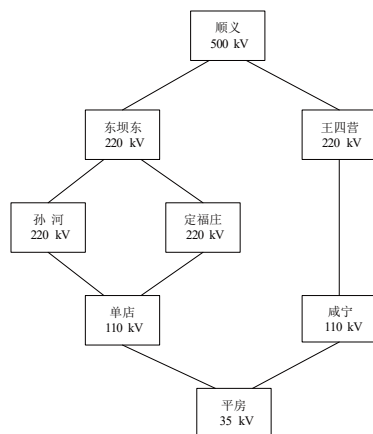 顺义
500 kV
东坝东
220 kV
王四营
220 kV
孙 河
220 kV
定福庄
220 kV
单店
110 kV
咸宁
110 kV
平房
35 kV